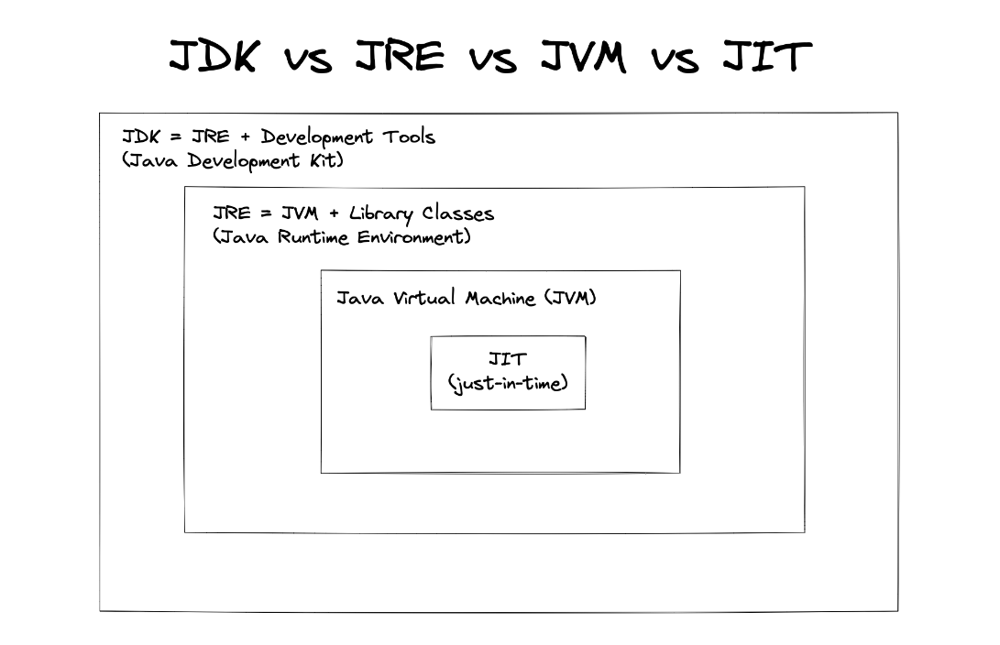 JDK vs JRE vs JVM vs JIT
JDK = JRE + Development Tools
(Java Development Kit)
JRE = JVM + Library Classes
(Java Runtime Environment)
Java Virtual Machine (JVM)
JIT
(just-in-time)